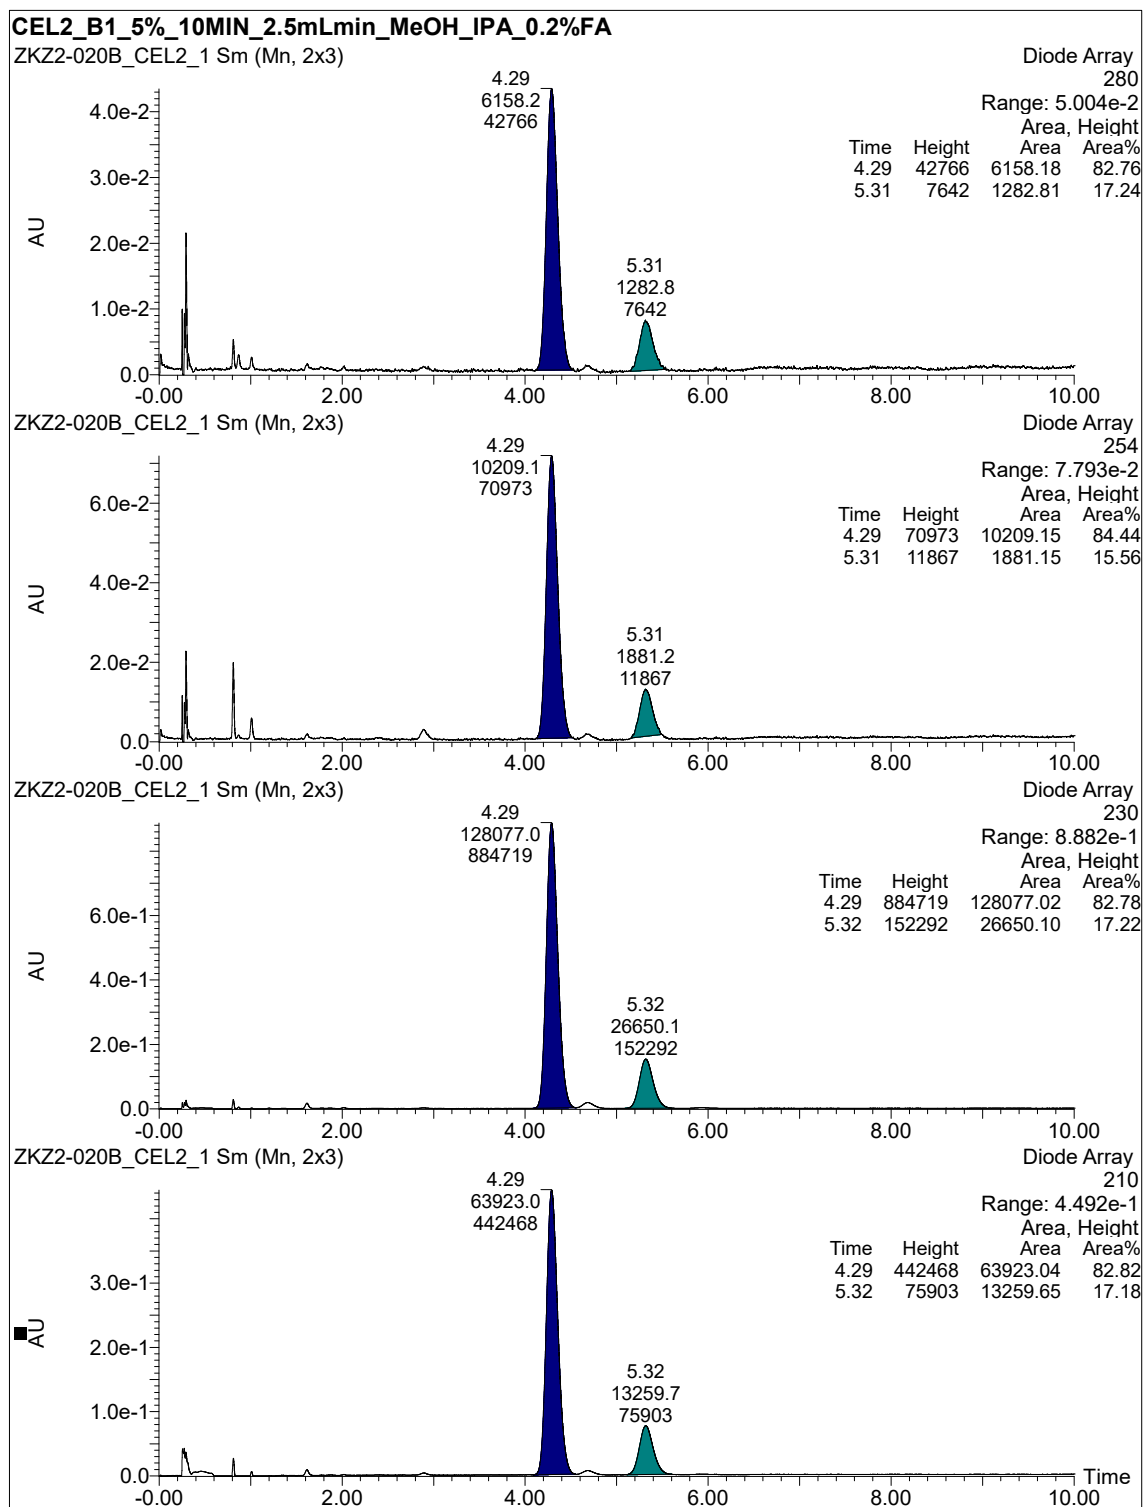 CEL2_B1_5%_10MIN_2.5mLmin_MeOH_IPA_0.2%FA
ZKZ2-020B_CEL2_1 Sm (Mn, 2x3)
Diode Array
280
Range: 5.004e-2
Area, Height
Time Height Area Area%
4.29 42766 6158.18 82.76
5.31 7642 1282.81 17.24
4.29
6158.2
42766
5.31
1282.8
7642
AU
4.0e-2
3.0e-2
2.0e-2
1.0e-2
0.0
-0.00 2.00 4.00 6.00 8.00 10.00
ZKZ2-020B_CEL2_1 Sm (Mn, 2x3)
Diode Array
254
Range: 7.793e-2
Area, Height
Time Height Area Area%
4.29 70973 10209.15 84.44
5.31 11867 1881.15 15.56
4.29
10209.1
70973
5.31
1881.2
11867
AU
6.0e-2
4.0e-2
2.0e-2
0.0
-0.00 2.00 4.00 6.00 8.00 10.00
ZKZ2-020B_CEL2_1 Sm (Mn, 2x3)
Diode Array
230
Range: 8.882e-1
Area, Height
Time Height Area Area%
4.29 884719 128077.02 82.78
5.32 152292 26650.10 17.22
4.29
128077.0
884719
5.32
26650.1
152292
AU
6.0e-1
4.0e-1
2.0e-1
0.0
-0.00 2.00 4.00 6.00 8.00 10.00
ZKZ2-020B_CEL2_1 Sm (Mn, 2x3)
Diode Array
210
Range: 4.492e-1
Area, Height
Time Height Area Area%
4.29 442468 63923.04 82.82
5.32 75903 13259.65 17.18
4.29
63923.0
442468
5.32
13259.7
75903
AU
3.0e-1
2.0e-1
1.0e-1
0.0
Time
-0.00 2.00 4.00 6.00 8.00 10.00